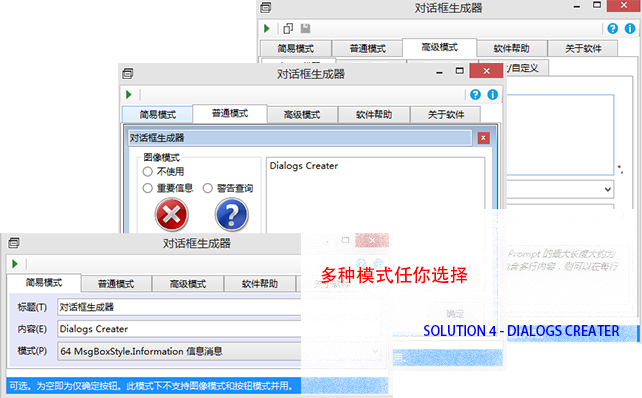 对话框生成器
简易模式 普通模式 高级模式 软件帮助 关于软件
/自定义
对话框生成器
简易模式 普通模式 高级模式 软件帮助 关于软件
对话框生成器
图像模式
不使用
重要信息 警告查询
Dialogs Creater
Prompt 的最大长度大约为
含多行内容，则可以在每行
确定
对话框生成器
简易模式 普通模式 高级模式 软件帮助 关于软件
标题(T) 对话框生成器
内容(E) Dialogs Creater
模式(P) 64 MsgBoxStyle.Information 信息消息
可选。为空即为仅确定按钮。此模式下不支持图像模式和按钮模式并用。
多种模式任你选择
SOLUTION 4 - DIALOGS CREATER